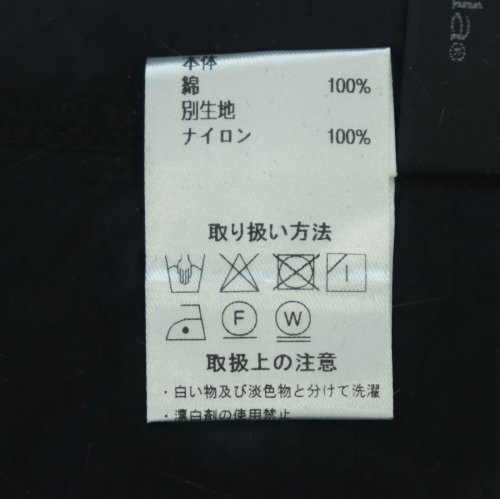 本体
綿 100%
別生地
ナイロン 100%
取り扱い方法
F W
取扱上の注意
・白い物及び淡色物と分けて洗濯
・漂白剤の使用禁止